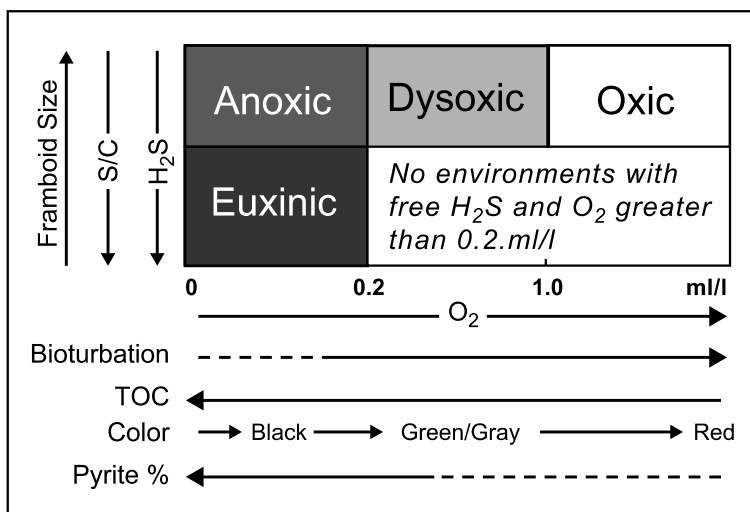 Framboid Size
S/C
H₂S
Anoxic
Dysoxic
Oxic
Euxinic
No environments with
free H₂S and O₂ greater
than 0.2.ml/l
0 0.2 1.0 ml/l
O₂
Bioturbation
TOC
Color Black Green/Gray Red
Pyrite %